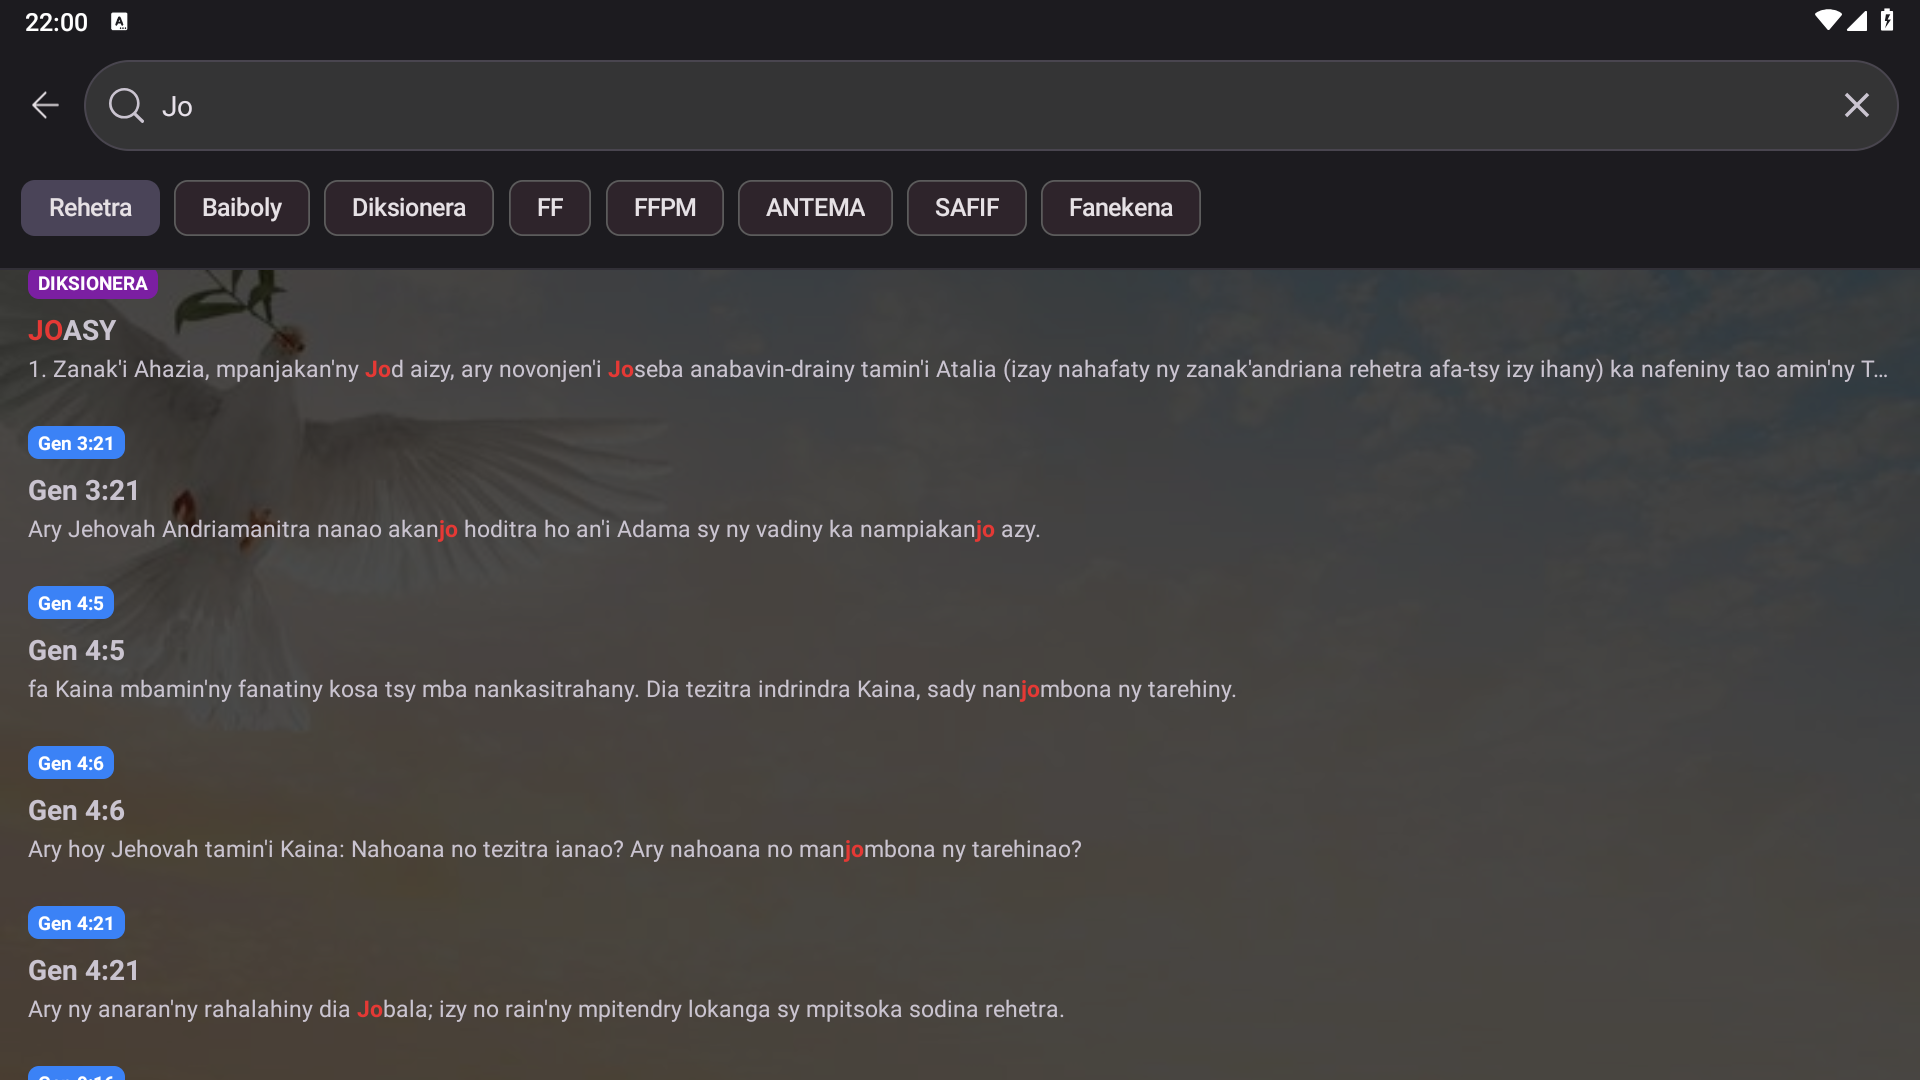 22:00
Jo
Rehetra Baiboly Diksionera FF FFPM ANTEMA SAFIF Fanekena
DIKSIONERA
JOASY
1. Zanak'i Ahazia, mpanjakan'ny Jod aizy, ary novonjen'i Joseba anabavin-drainy tamin'i Atalia (izay nahafaty ny zanak'andriana rehetra afa-tsy izy ihany) ka nafeniny tao amin'ny T...
Gen 3:21
Gen 3:21
Ary Jehovah Andriamanitra nanao akanjo hoditra ho an'i Adama sy ny vadiny ka nampiakanjo azy.
Gen 4:5
Gen 4:5
fa Kaina mbamin'ny fanatiny kosa tsy mba nankasitrahany. Dia tezitra indrindra Kaina, sady nanjombona ny tarehiny.
Gen 4:6
Gen 4:6
Ary hoy Jehovah tamin'i Kaina: Nahoana no tezitra ianao? Ary nahoana no manjombona ny tarehinao?
Gen 4:21
Gen 4:21
Ary ny anaran'ny rahalahiny dia Jobala; izy no rain'ny mpitendry lokanga sy mpitsoka sodina rehetra.